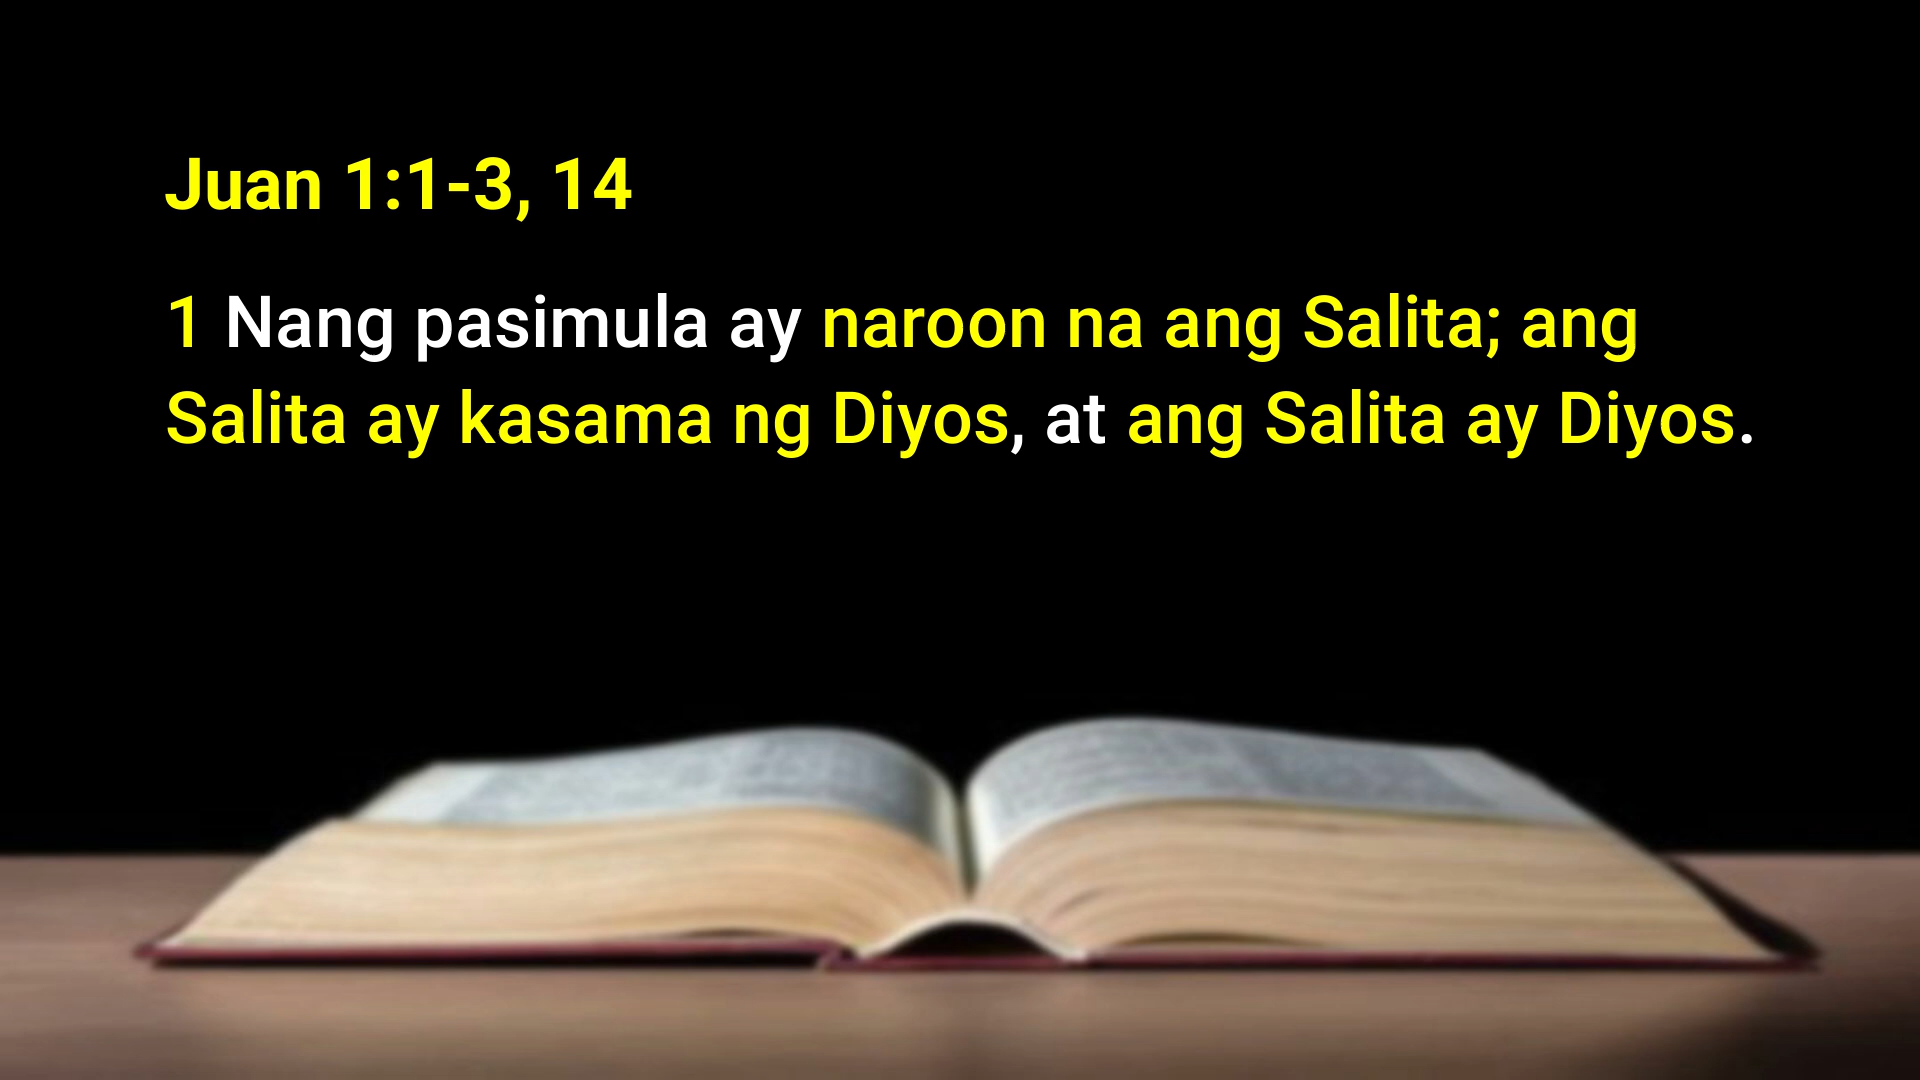 Juan 1:1-3, 14
1 Nang pasimula ay naroon na ang Salita; ang
Salita ay kasama ng Diyos, at ang Salita ay Diyos.